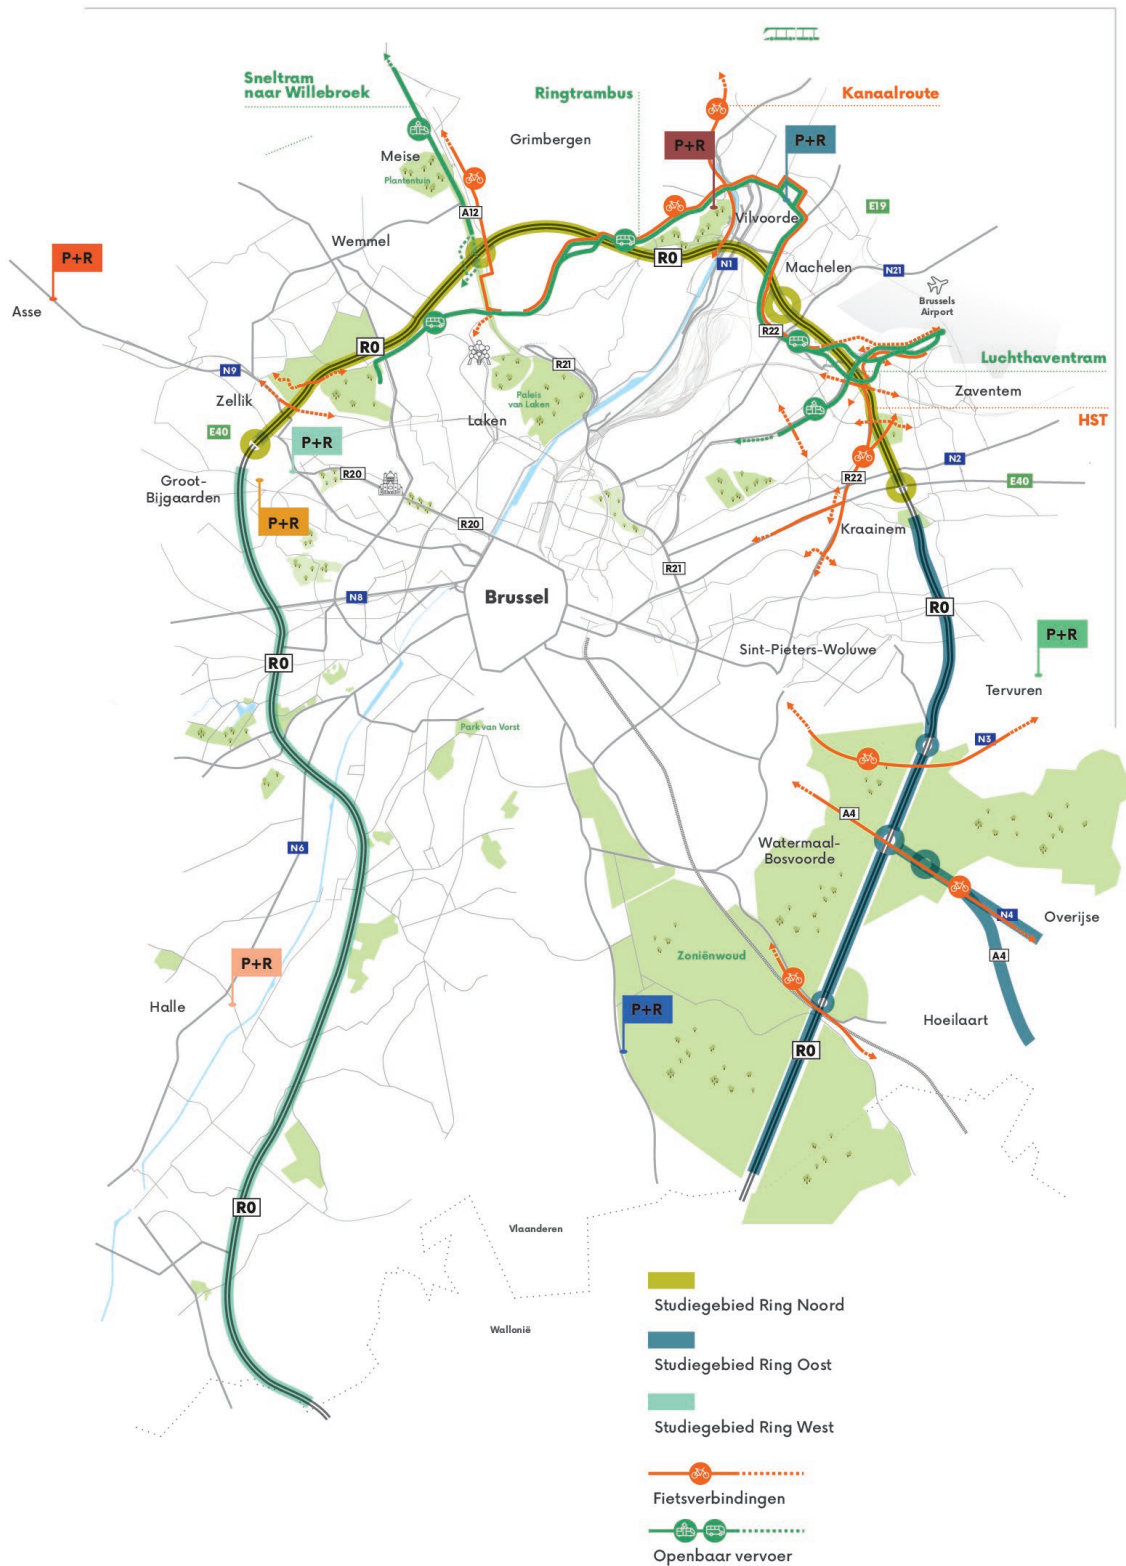 Sneltram
naar Willebroek
Ringtrambus
Kanaalroute
Grimbergen
P+R
P+R
Meise
Plantentuin
A12
Vilvoorde
E19
Wemmel
P+R
R0
N1
Machelen
N21
Brussels
Airport
Asse
R22
R0
R21
Luchthaventram
N9
Zellik
Paleis
van Laken
Laken
Zaventem
HST
E40
P+R
N2
Groot-
Bijgaarden
R20
R22
E40
P+R
R20
Kraainem
R21
N8
Brussel
R0
P+R
R0
Sint-Pieters-Woluwe
Tervuren
Park van Vorst
N3
A4
N6
Watermaal-
Bosvoorde
N4
Overijse
Zoniënwoud
A4
P+R
Halle
P+R
Hoeilaart
R0
R0
Vlaanderen
Wallonië
Studiegebied Ring Noord
Studiegebied Ring Oost
Studiegebied Ring West
Fietsverbindingen
Openbaar vervoer